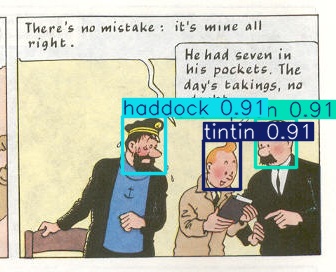 There's no mistake: it's mine all
right.
He had seven in
his pockets. The
day's takings, no
haddock 0.91
n 0.91
tintin 0.91